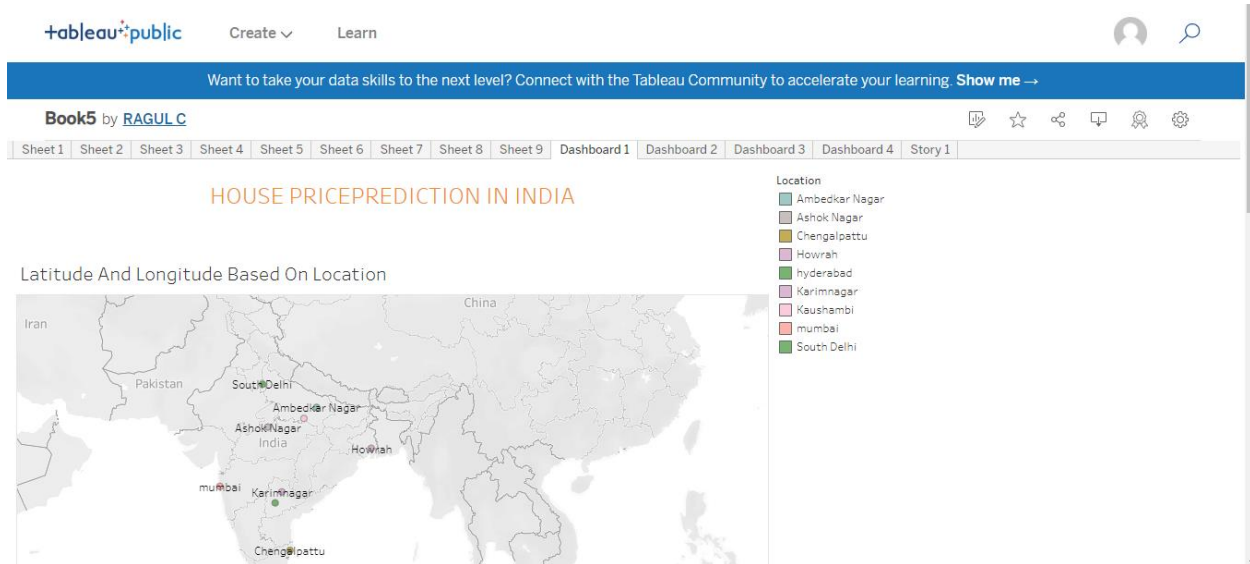 +ableau public Create Learn
Want to take your data skills to the next level? Connect with the Tableau Community to accelerate your learning. Show me →
Book5 by RAGUL C
Sheet 1 Sheet 2 Sheet 3 Sheet 4 Sheet 5 Sheet 6 Sheet 7 Sheet 8 Sheet 9 Dashboard 1 Dashboard 2 Dashboard 3 Dashboard 4 Story 1
HOUSE PRICEPREDICTION IN INDIA
Location
Ambedkar Nagar
Ashok Nagar
Chengalpattu
Howrah
hyderabad
Karimnagar
Kaushambi
mumbai
South Delhi
Latitude And Longitude Based On Location
China
Iran
Pakistan
South Delhi
Ambedkar Nagar
Ashok Nagar
India
Howrah
mumbai
Karimnagar
Chengalpattu